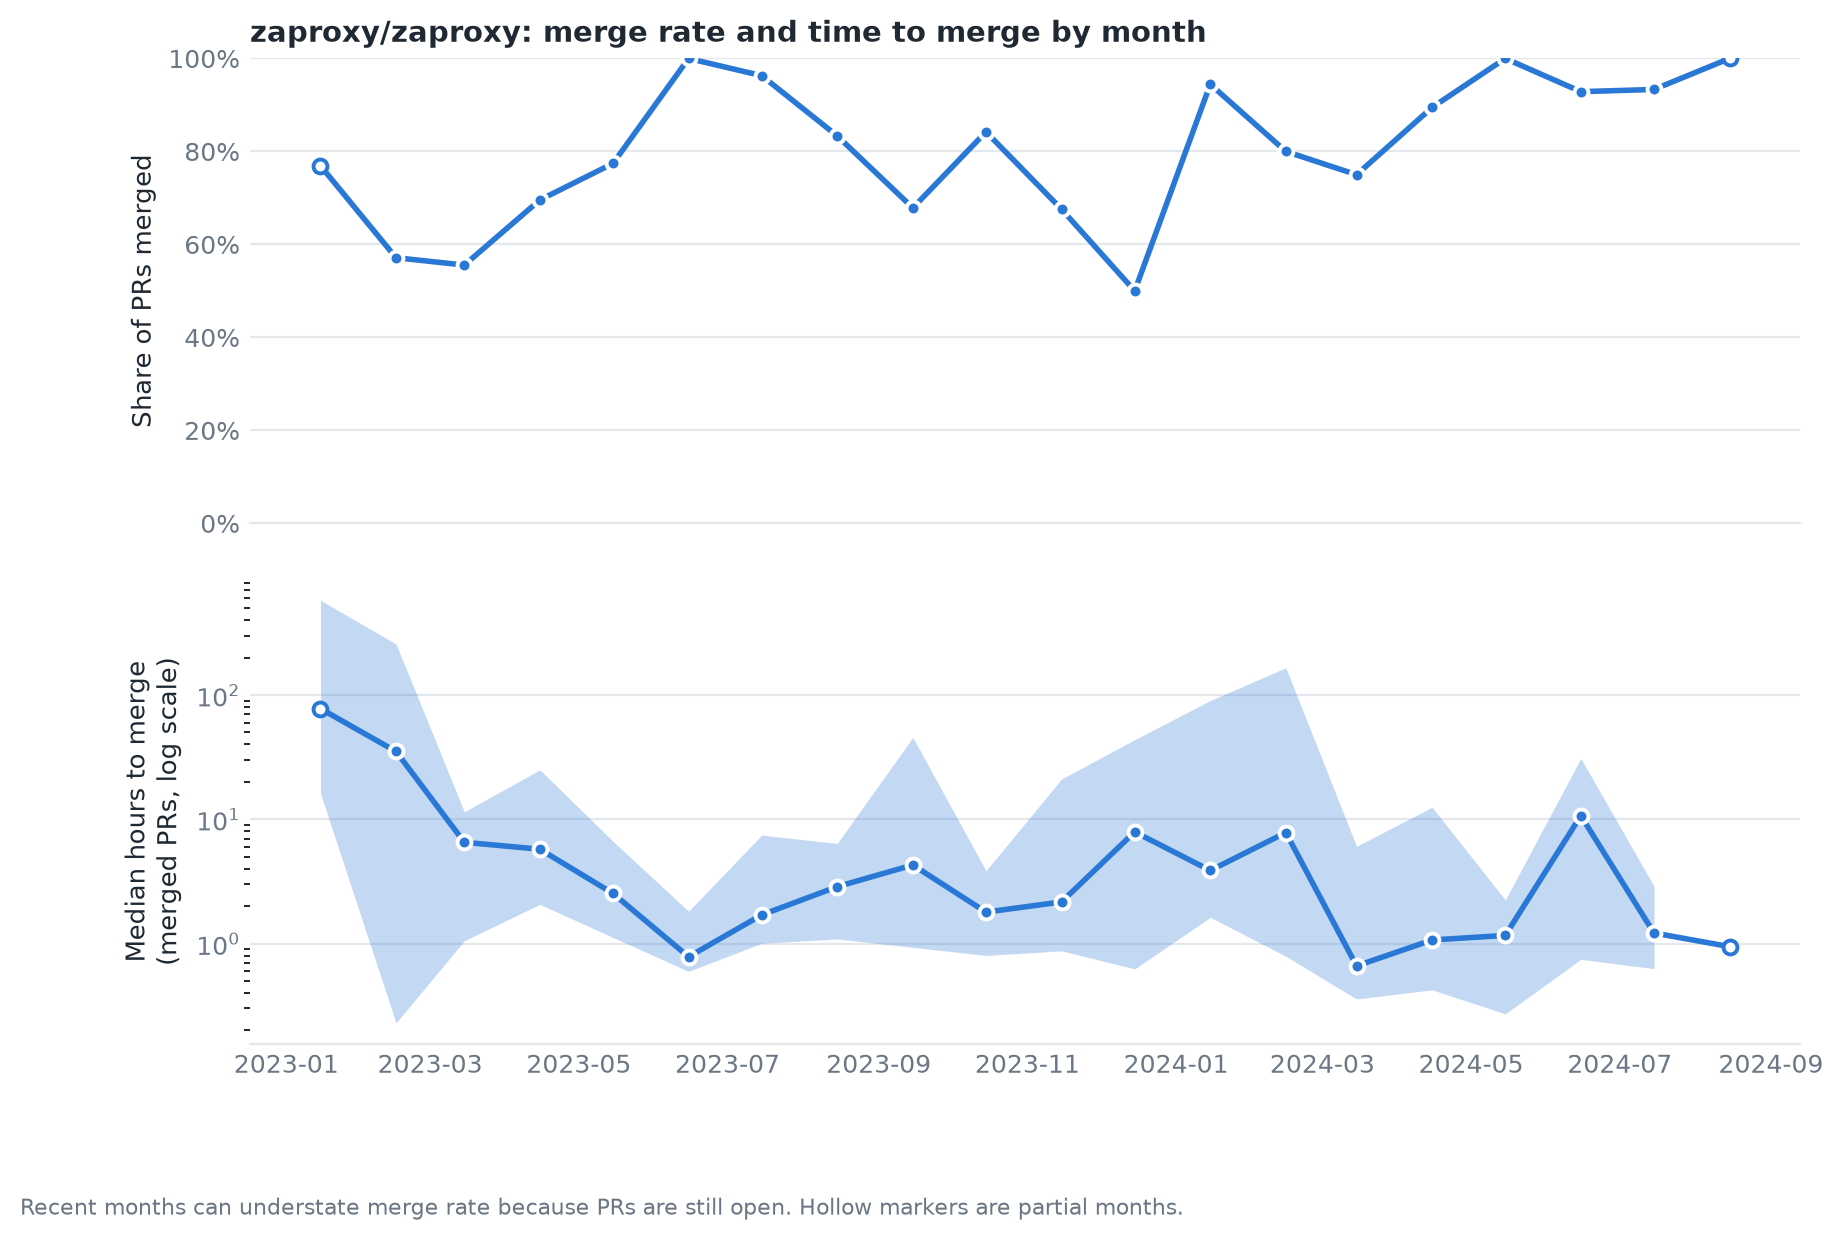 zaproxy/zaproxy: merge rate and time to merge by month
100%
80%
60%
40%
20%
0%
Share of PRs merged
10²
10¹
10⁰
Median hours to merge
(merged PRs, log scale)
2023-01 2023-03 2023-05 2023-07 2023-09 2023-11 2024-01 2024-03 2024-05 2024-07 2024-09
Recent months can understate merge rate because PRs are still open. Hollow markers are partial months.